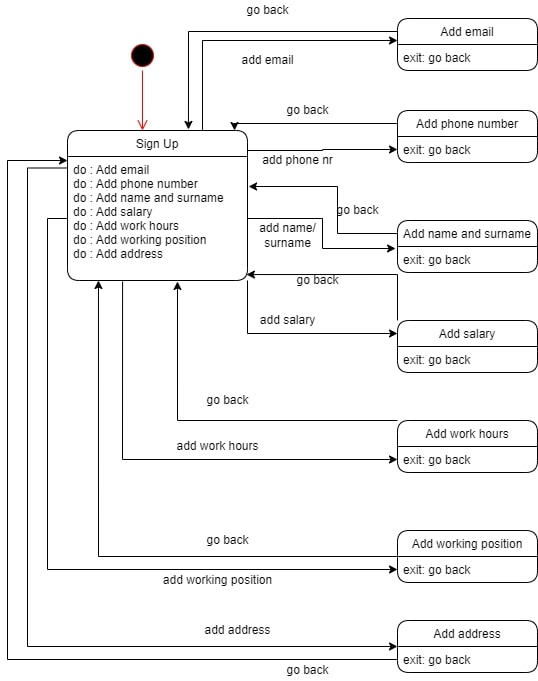 go back
Add email
add email
exit: go back
go back
Add phone number
Sign Up
add phone nr
exit: go back
do : Add email
do : Add phone number
do : Add name and surname
do : Add salary
do : Add work hours
do : Add working position
do : Add address
go back
add name/
surname
Add name and surname
exit: go back
go back
add salary
Add salary
exit: go back
go back
Add work hours
add work hours
exit: go back
go back
Add working position
exit: go back
add working position
add address
Add address
exit: go back
go back